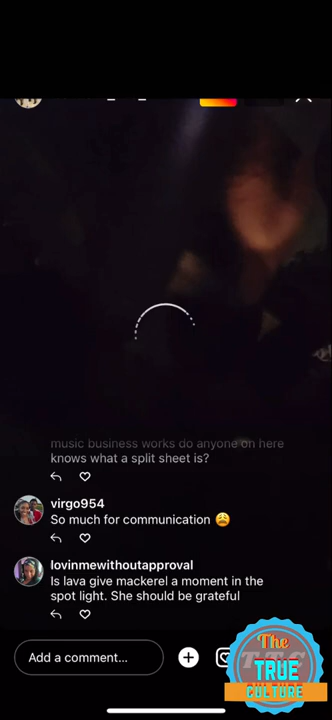 music business works do anyone on here
knows what a split sheet is?
virgo954
So much for communication 😩
lovinmewithoutapproval
Is lava give mackerel a moment in the
spot light. She should be grateful
Add a comment...
The
T.T.C
TRUE
CULTURE